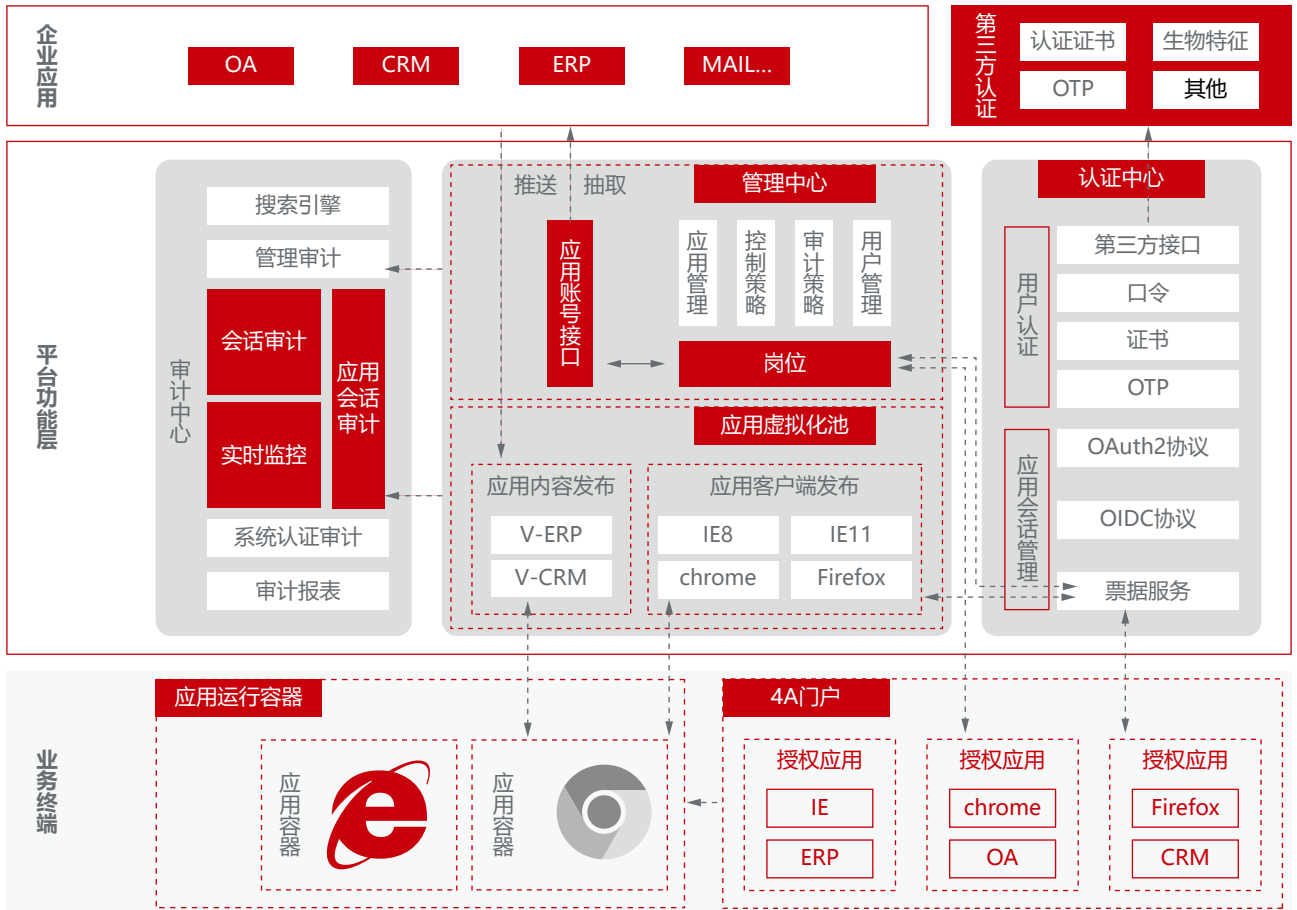 企业应用
OA
CRM
ERP
MAIL...
第三方认证
认证证书
生物特征
OTP
其他
平台功能层
审计中心
搜索引擎
管理审计
会话审计
实时监控
应用
会话
审计
系统认证审计
审计报表
推送
抽取
管理中心
应用账号接口
应用管理
控制策略
审计策略
用户管理
岗位
应用虚拟化池
应用内容发布
V-ERP
V-CRM
应用客户端发布
IE8
IE11
chrome
Firefox
认证中心
用户认证
第三方接口
口令
证书
OTP
应用会话管理
OAuth2协议
OIDC协议
票据服务
业务终端
应用运行容器
应用容器
应用容器
4A门户
授权应用
IE
ERP
授权应用
chrome
OA
授权应用
Firefox
CRM